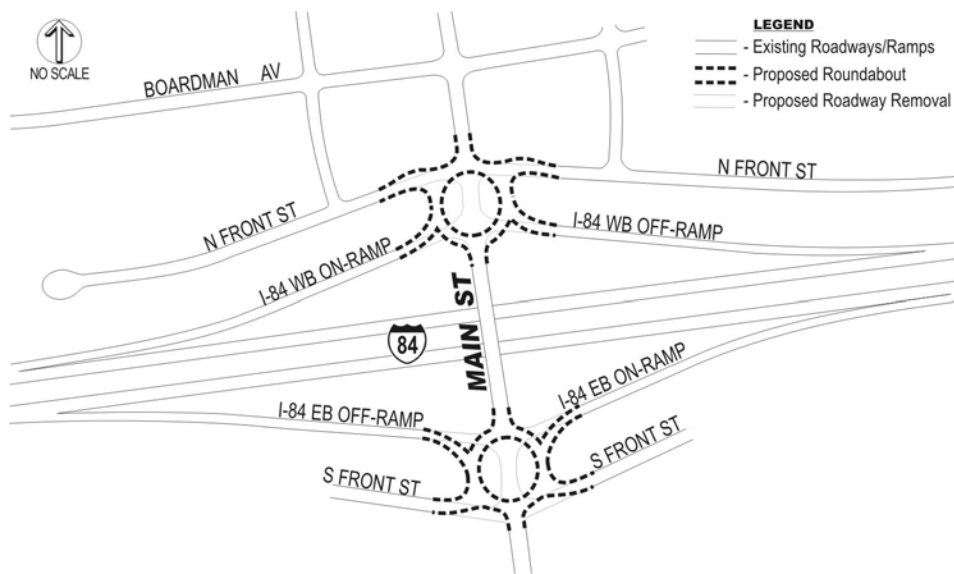 NO SCALE
LEGEND
- Existing Roadways/Ramps
- Proposed Roundabout
- Proposed Roadway Removal
BOARDMAN AV
N FRONT ST
N FRONT ST
I-84 WB OFF-RAMP
I-84 WB ON-RAMP
MAIN ST
84
I-84 EB ON-RAMP
I-84 EB OFF-RAMP
S FRONT ST
S FRONT ST